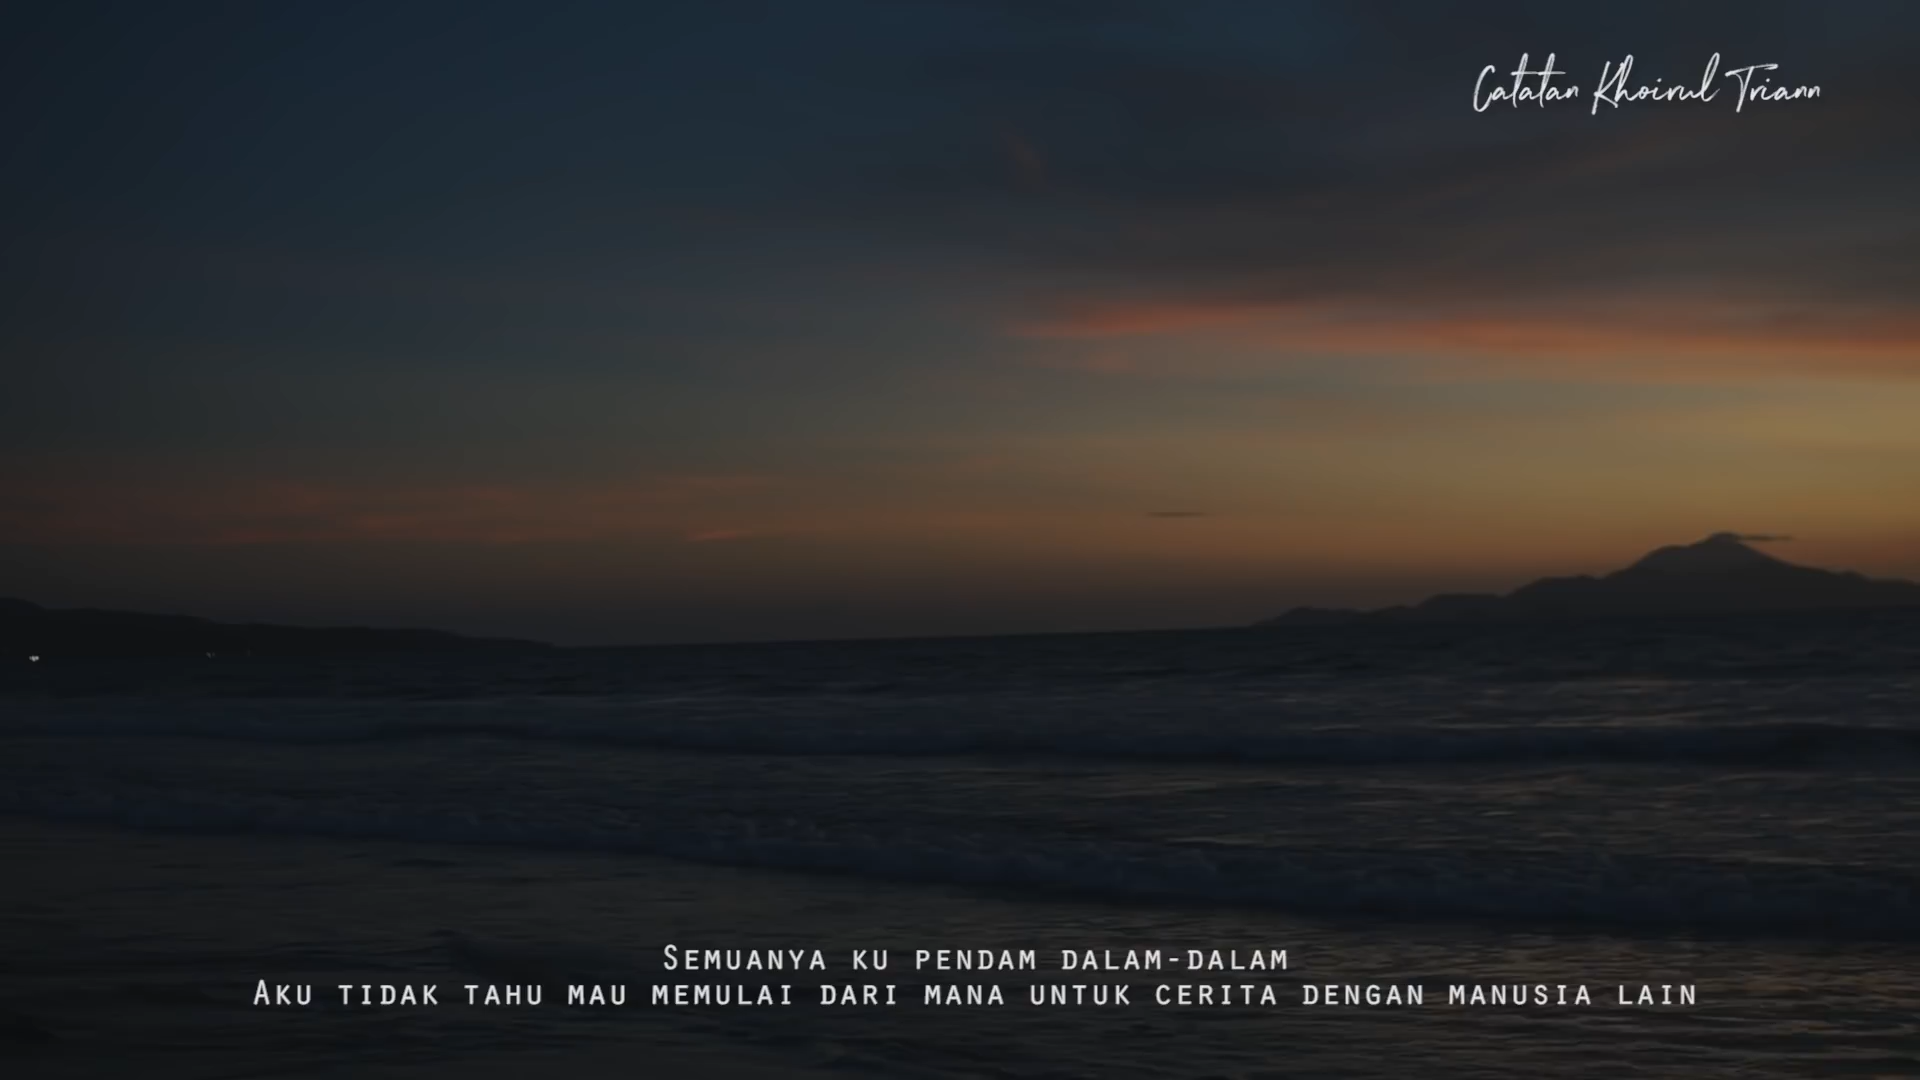 Catatan Khoirul Triann
Semuanya ku pendam dalam-dalam
Aku tidak tahu mau memulai dari mana untuk cerita dengan manusia lain